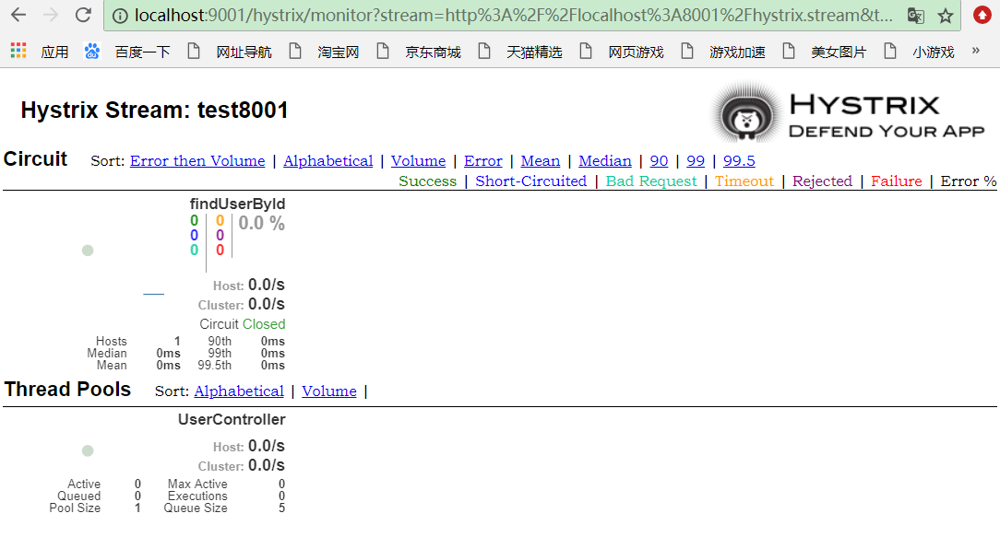 localhost:9001/hystrix/monitor?stream=http%3A%2F%2Flocalhost%3A8001%2Fhystrix.stream&t...
应用 百度一下 网址导航 淘宝网 京东商城 天猫精选 网页游戏 游戏加速 美女图片 小游戏 »
Hystrix Stream: test8001
HYSTRIX
DEFEND YOUR APP
Circuit Sort: Error then Volume | Alphabetical | Volume | Error | Mean | Median | 90 | 99 | 99.5
Success | Short-Circuited | Bad Request | Timeout | Rejected | Failure | Error %
findUserById
0 0 0.0 %
0 0
0 0
Host: 0.0/s
Cluster: 0.0/s
Circuit Closed
Hosts 1 90th 0ms
Median 0ms 99th 0ms
Mean 0ms 99.5th 0ms
Thread Pools Sort: Alphabetical | Volume |
UserController
Host: 0.0/s
Cluster: 0.0/s
Active 0 Max Active 0
Queued 0 Executions 0
Pool Size 1 Queue Size 5